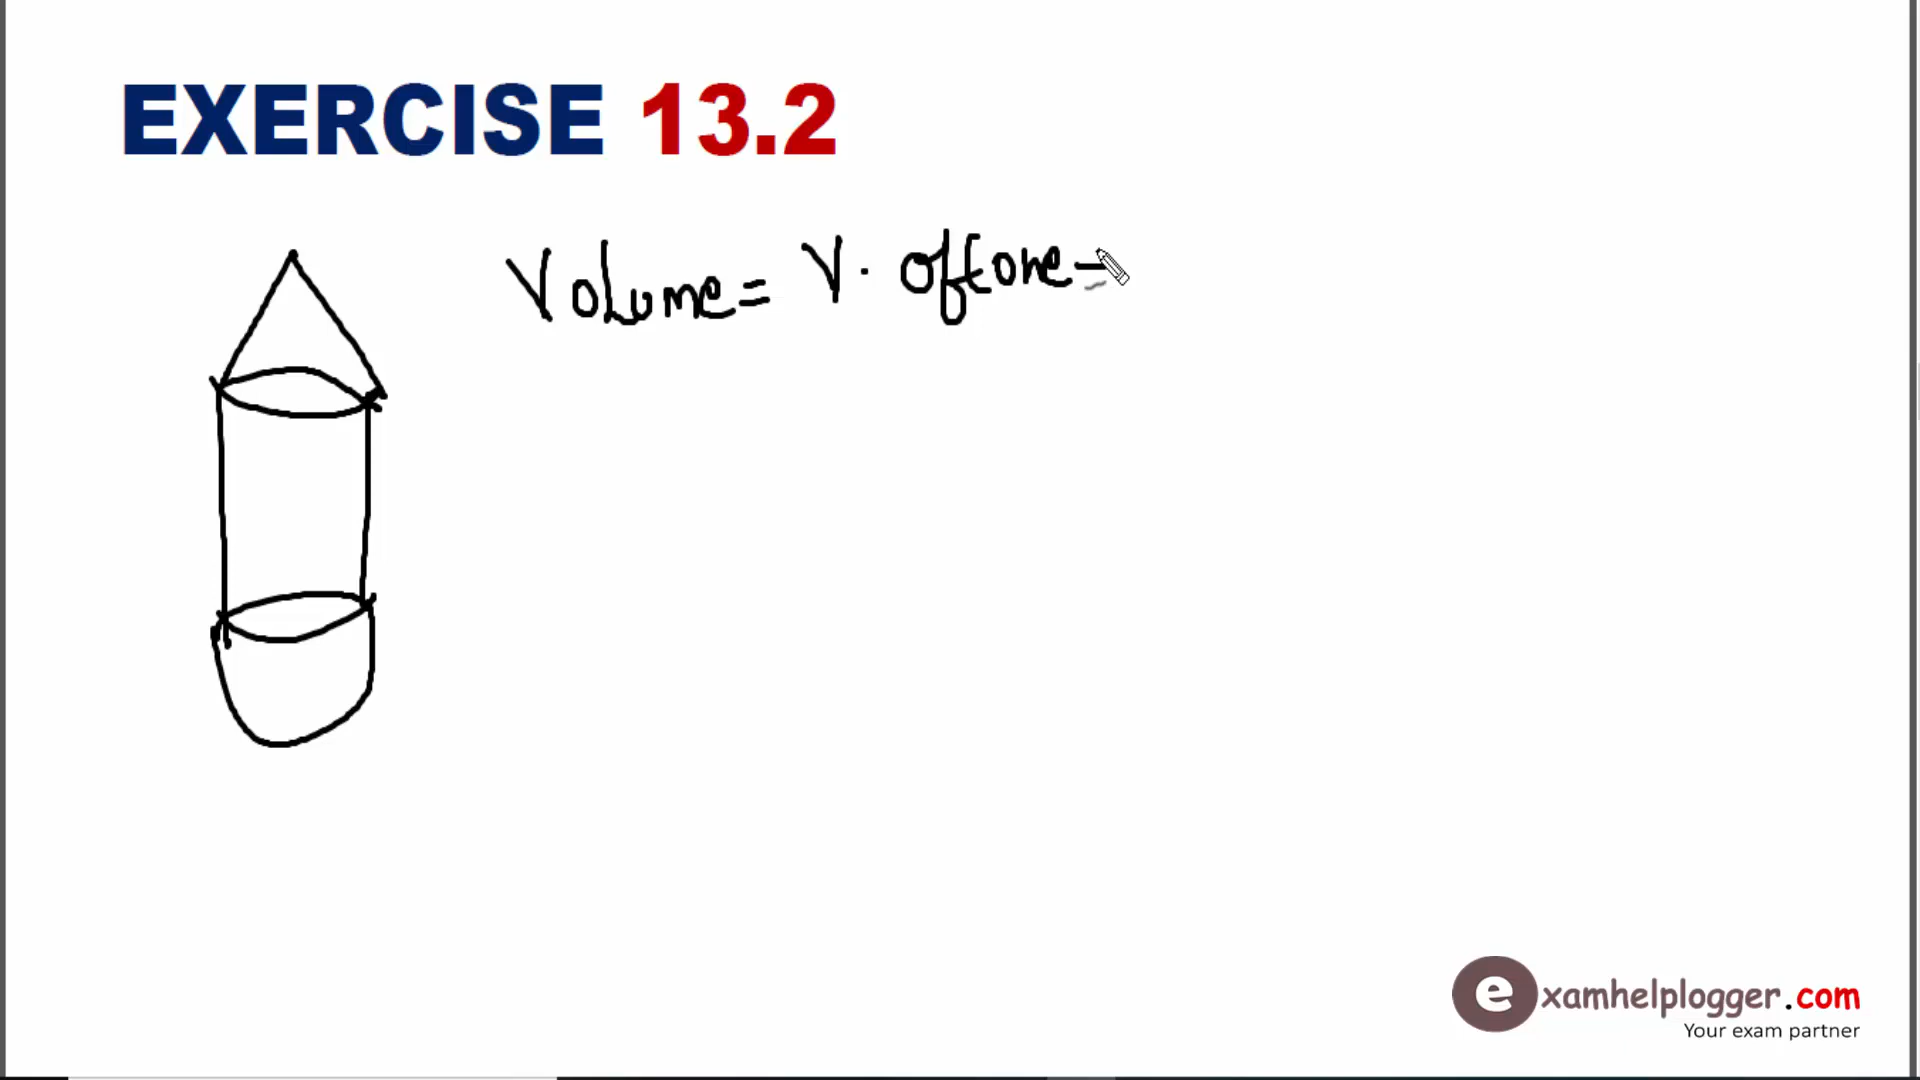 EXERCISE 13.2
Volume = V. of Cone -
examhelplogger.com
Your exam partner